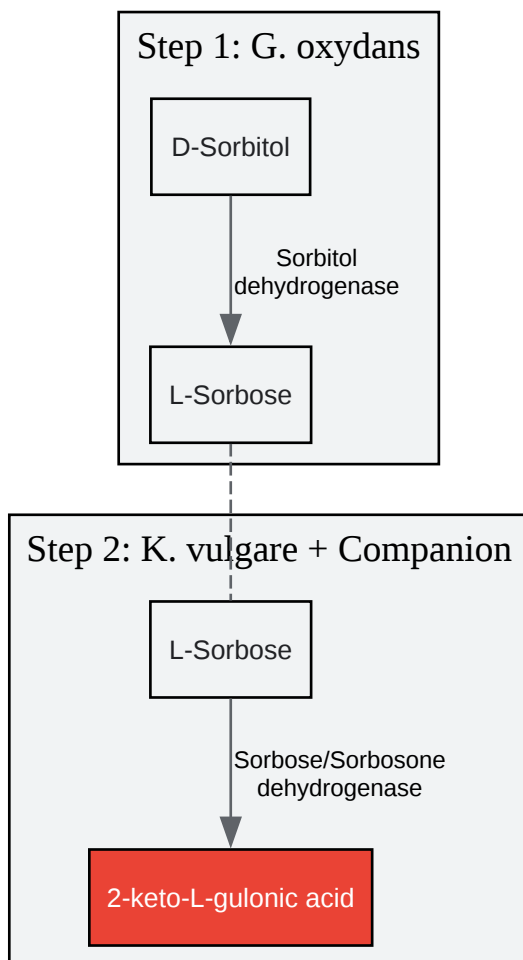 Step 1: G. oxydans
D-Sorbitol
Sorbitol
dehydrogenase
L-Sorbose
Step 2: K. vulgare + Companion
L-Sorbose
Sorbose/Sorbosone
dehydrogenase
2-keto-L-gulonic acid